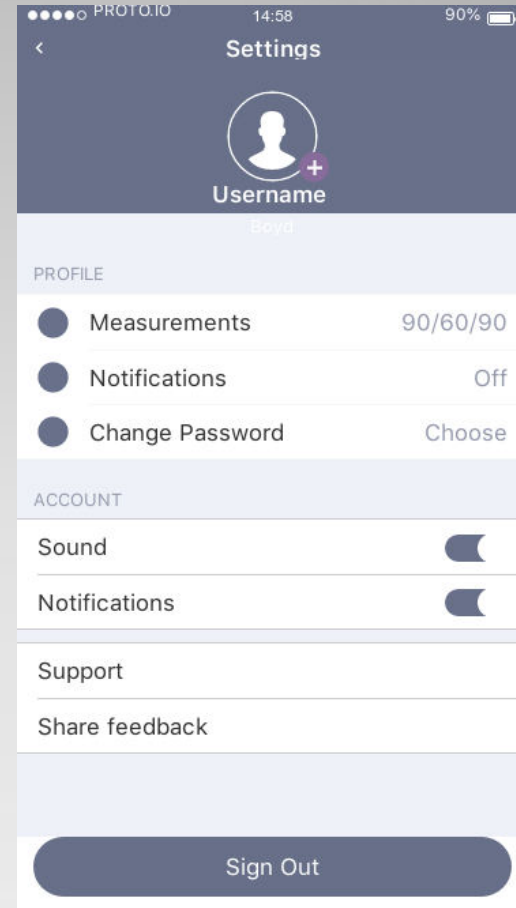 PROTO.IO 14:58 90%
Settings
Username
Boyd
PROFILE
Measurements 90/60/90
Notifications Off
Change Password Choose
ACCOUNT
Sound
Notifications
Support
Share feedback
Sign Out